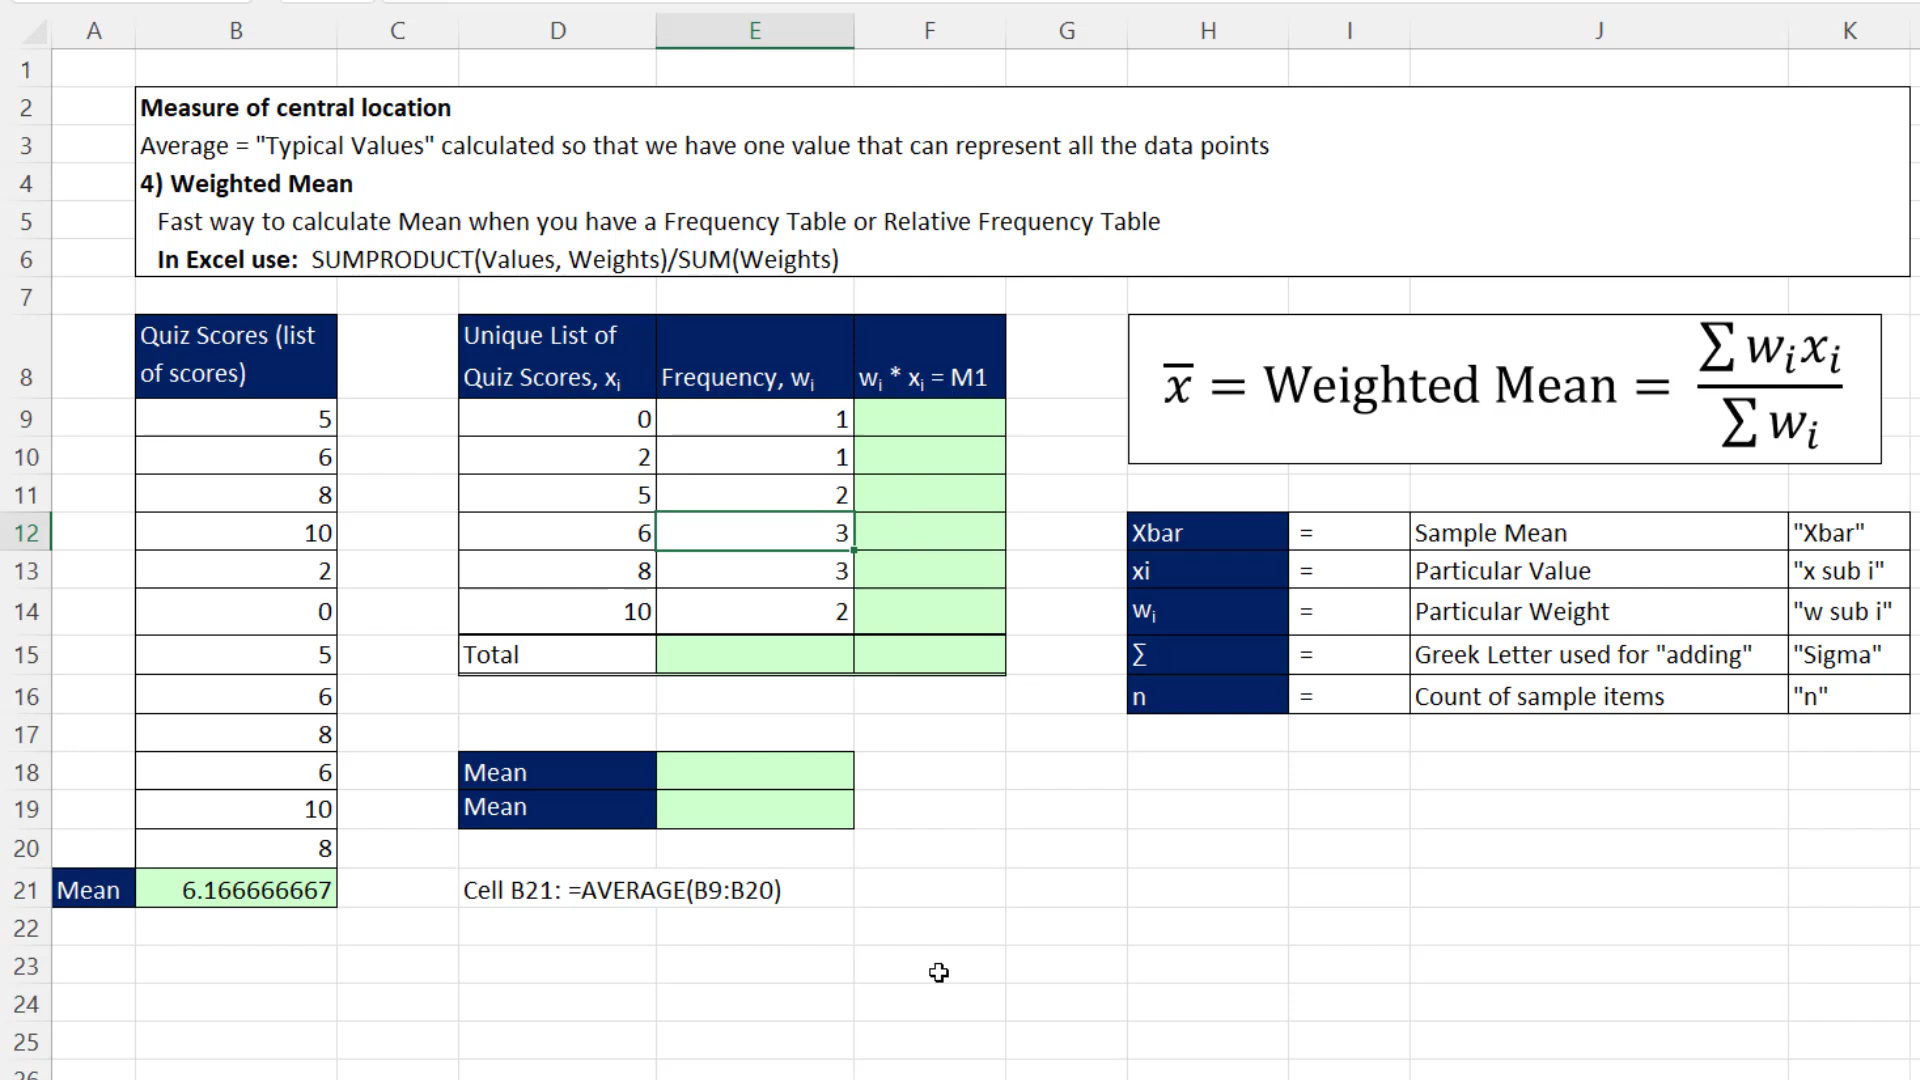 A B C D E F G H I J K
1
2 Measure of central location
3 Average = "Typical Values" calculated so that we have one value that can represent all the data points
4 4) Weighted Mean
5 Fast way to calculate Mean when you have a Frequency Table or Relative Frequency Table
6 In Excel use: SUMPRODUCT(Values, Weights)/SUM(Weights)
7
Quiz Scores (list of scores)
Unique List of Quiz Scores, xᵢ
Frequency, wᵢ
wᵢ * xᵢ = M1
8
x̅ = Weighted Mean = ∑ wᵢxᵢ / ∑ wᵢ
9 5 0 1
10 6 2 1
11 8 5 2
12 10 6 3 Xbar = Sample Mean "Xbar"
13 2 8 3 xi = Particular Value "x sub i"
14 0 10 2 wᵢ = Particular Weight "w sub i"
15 5 Total ∑ = Greek Letter used for "adding" "Sigma"
16 6 n = Count of sample items "n"
17 8
18 6 Mean
19 10 Mean
20 8
21 Mean 6.166666667 Cell B21: =AVERAGE(B9:B20)
22
23
24
25
26